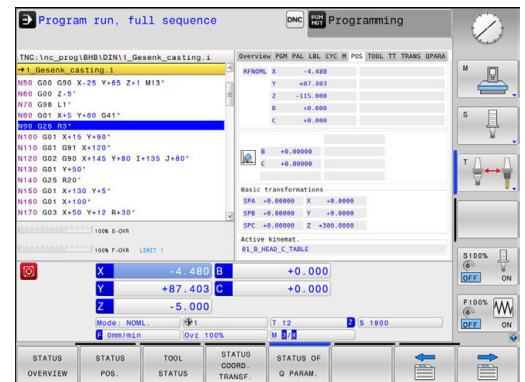 Program run, full sequence
DNC
PGM MGT
Programming
TNC:\nc_prog\BHB\DIN\1_Gesenk_casting.i
→1_Gesenk_casting.i
N50 G00 G90 X-25 Y+65 Z+1 M13*
N60 G00 Z-5*
N70 G98 L1*
N80 G01 X+5 Y+80 G41*
N90 G26 R3*
N100 G01 X+15 Y+90*
N110 G01 G91 X+120*
N120 G02 G90 X+145 Y+80 I+135 J+80*
N130 G01 Y+50*
N140 G25 R20*
N150 G01 X+130 Y+5*
N160 G01 X+100*
N170 G03 X+50 Y+12 R+30*
100% S-OVR
100% F-OVR LIMIT 1
Overview PGM PAL LBL CYC M POS TOOL TT TRANS QPARA
RFNOML X -4.480
Y +87.403
Z -115.000
B +0.000
C +0.000
B +0.00000
C +0.00000
Basic transformations
SPA +0.00000 X +0.0000
SPB +0.00000 Y +0.0000
SPC +0.00000 Z +300.0000
Active kinemat.
01_B_HEAD_C_TABLE
X -4.480 B +0.000
Y +87.403 C +0.000
Z -5.000
Mode: NOML. 1 T 12 Z S 1800
F 0mm/min Ovr 100% M 5/9
M
S
T
S100%
OFF ON
F100%
OFF ON
STATUS OVERVIEW
STATUS POS.
TOOL STATUS
STATUS COORD. TRANSF.
STATUS OF Q PARAM.